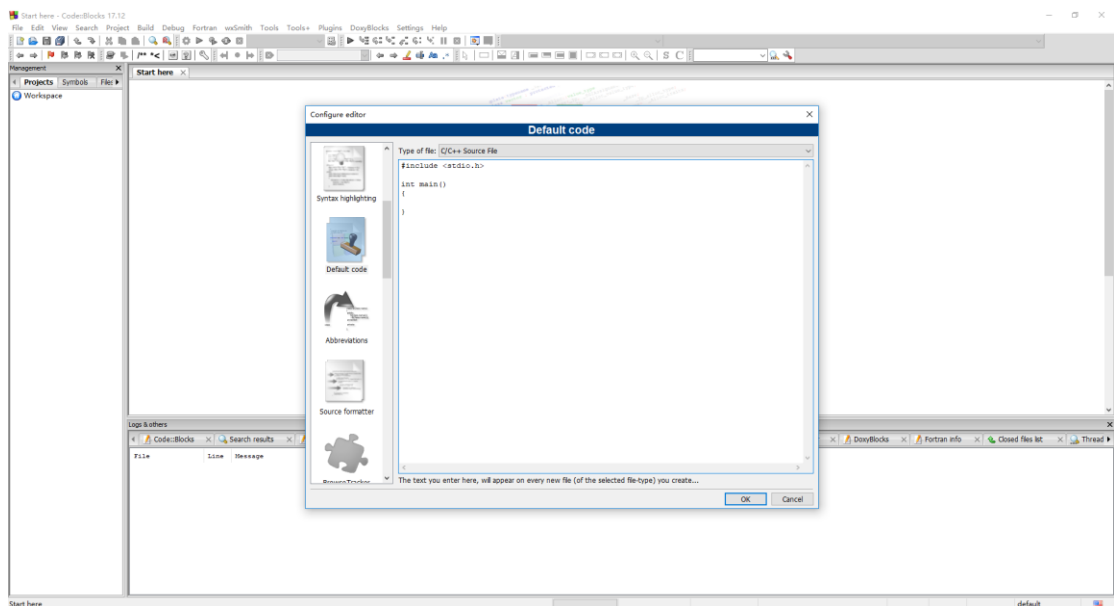 Start here - Code::Blocks 17.12
File Edit View Search Project Build Debug Fortran wxSmith Tools Tools+ Plugins DoxyBlocks Settings Help
Management
Start here
Projects Symbols Files
Workspace
Configure editor
Default code
Type of file: C/C++ Source File
#include <stdio.h>
int main()
{
}
Syntax highlighting
Default code
Abbreviations
Source formatter
BrowseTracker
The text you enter here, will appear on every new file (of the selected file-type) you create...
OK Cancel
Logs & others
Code::Blocks Search results DoxyBlocks Fortran info Closed files list Thread
File Line Message
Start here default